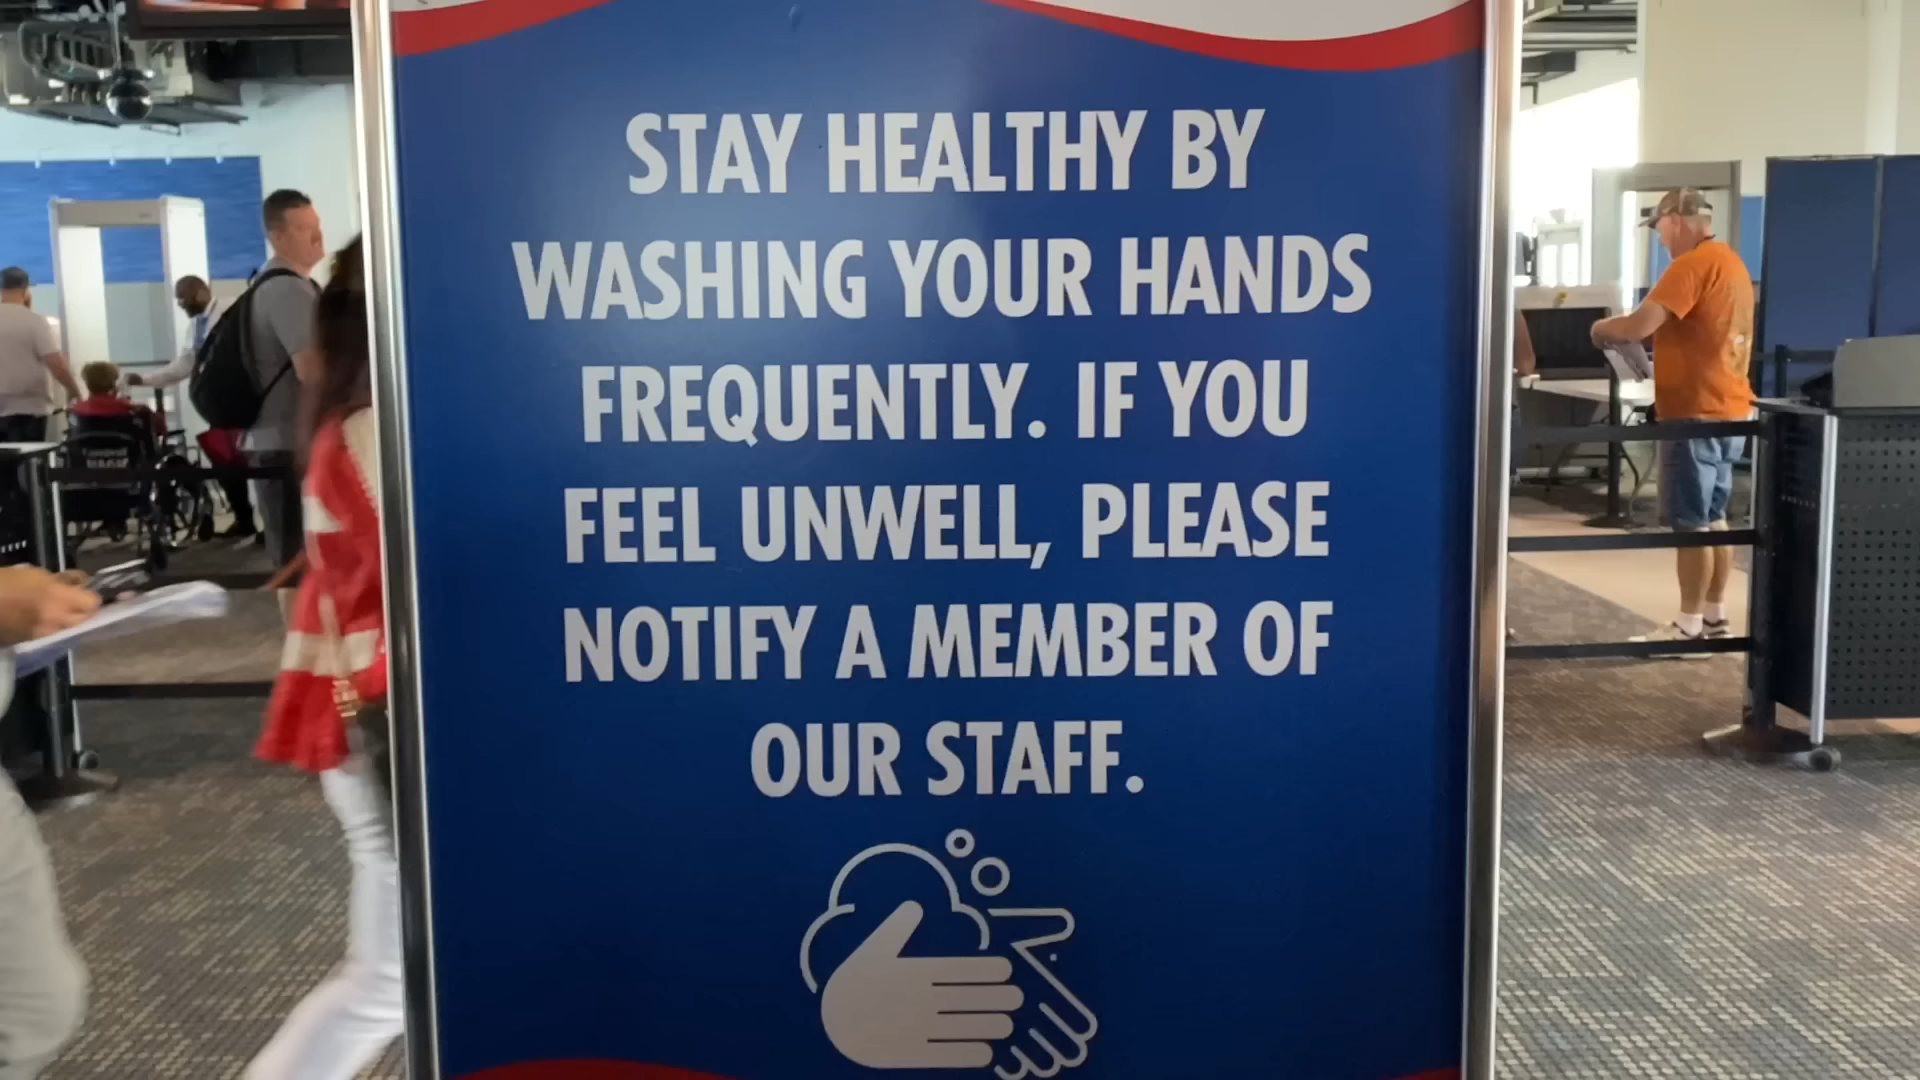 STAY HEALTHY BY
WASHING YOUR HANDS
FREQUENTLY. IF YOU
FEEL UNWELL, PLEASE
NOTIFY A MEMBER OF
OUR STAFF.